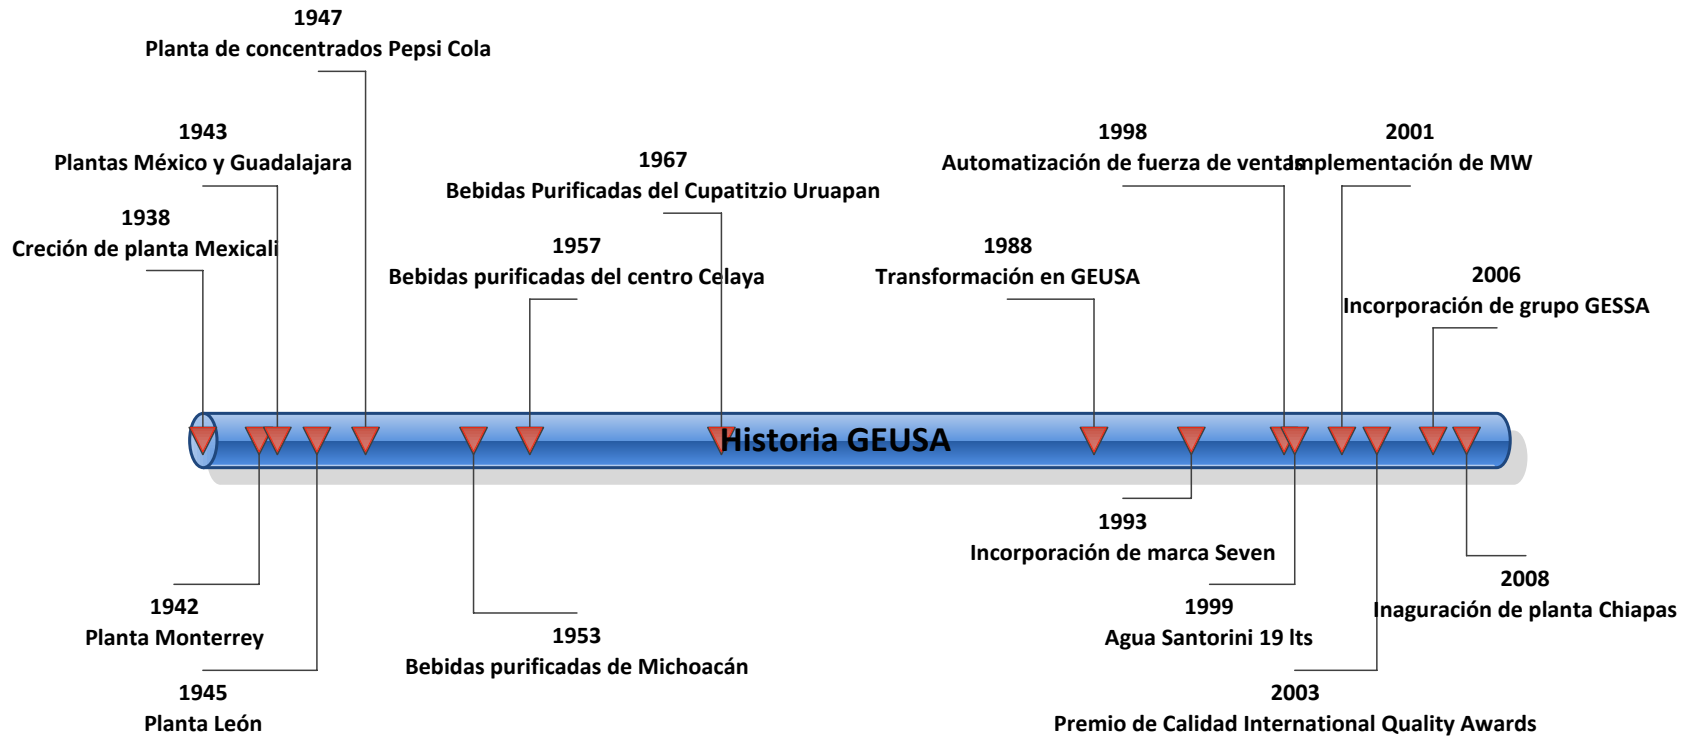 1947
Planta de concentrados Pepsi Cola
1943
Plantas México y Guadalajara
1938
Creción de planta Mexicali
1967
Bebidas Purificadas del Cupatitzio Uruapan
1957
Bebidas purificadas del centro Celaya
1998
Automatización de fuerza de ventas
2001
Implementación de MW
1988
Transformación en GEUSA
2006
Incorporación de grupo GESSA
Historia GEUSA
1942
Planta Monterrey
1945
Planta León
1953
Bebidas purificadas de Michoacán
1993
Incorporación de marca Seven
1999
Agua Santorini 19 lts
2003
Premio de Calidad International Quality Awards
2008
Inaguración de planta Chiapas